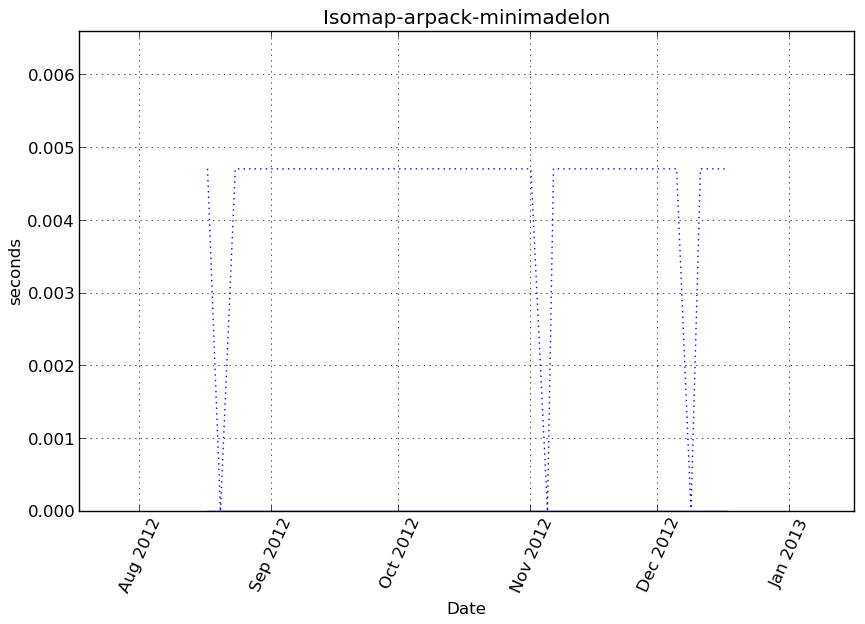 Isomap-arpack-minimadelon
0.006
0.005
0.004
0.003
0.002
0.001
0.000
seconds
Aug 2012
Sep 2012
Oct 2012
Nov 2012
Dec 2012
Jan 2013
Date